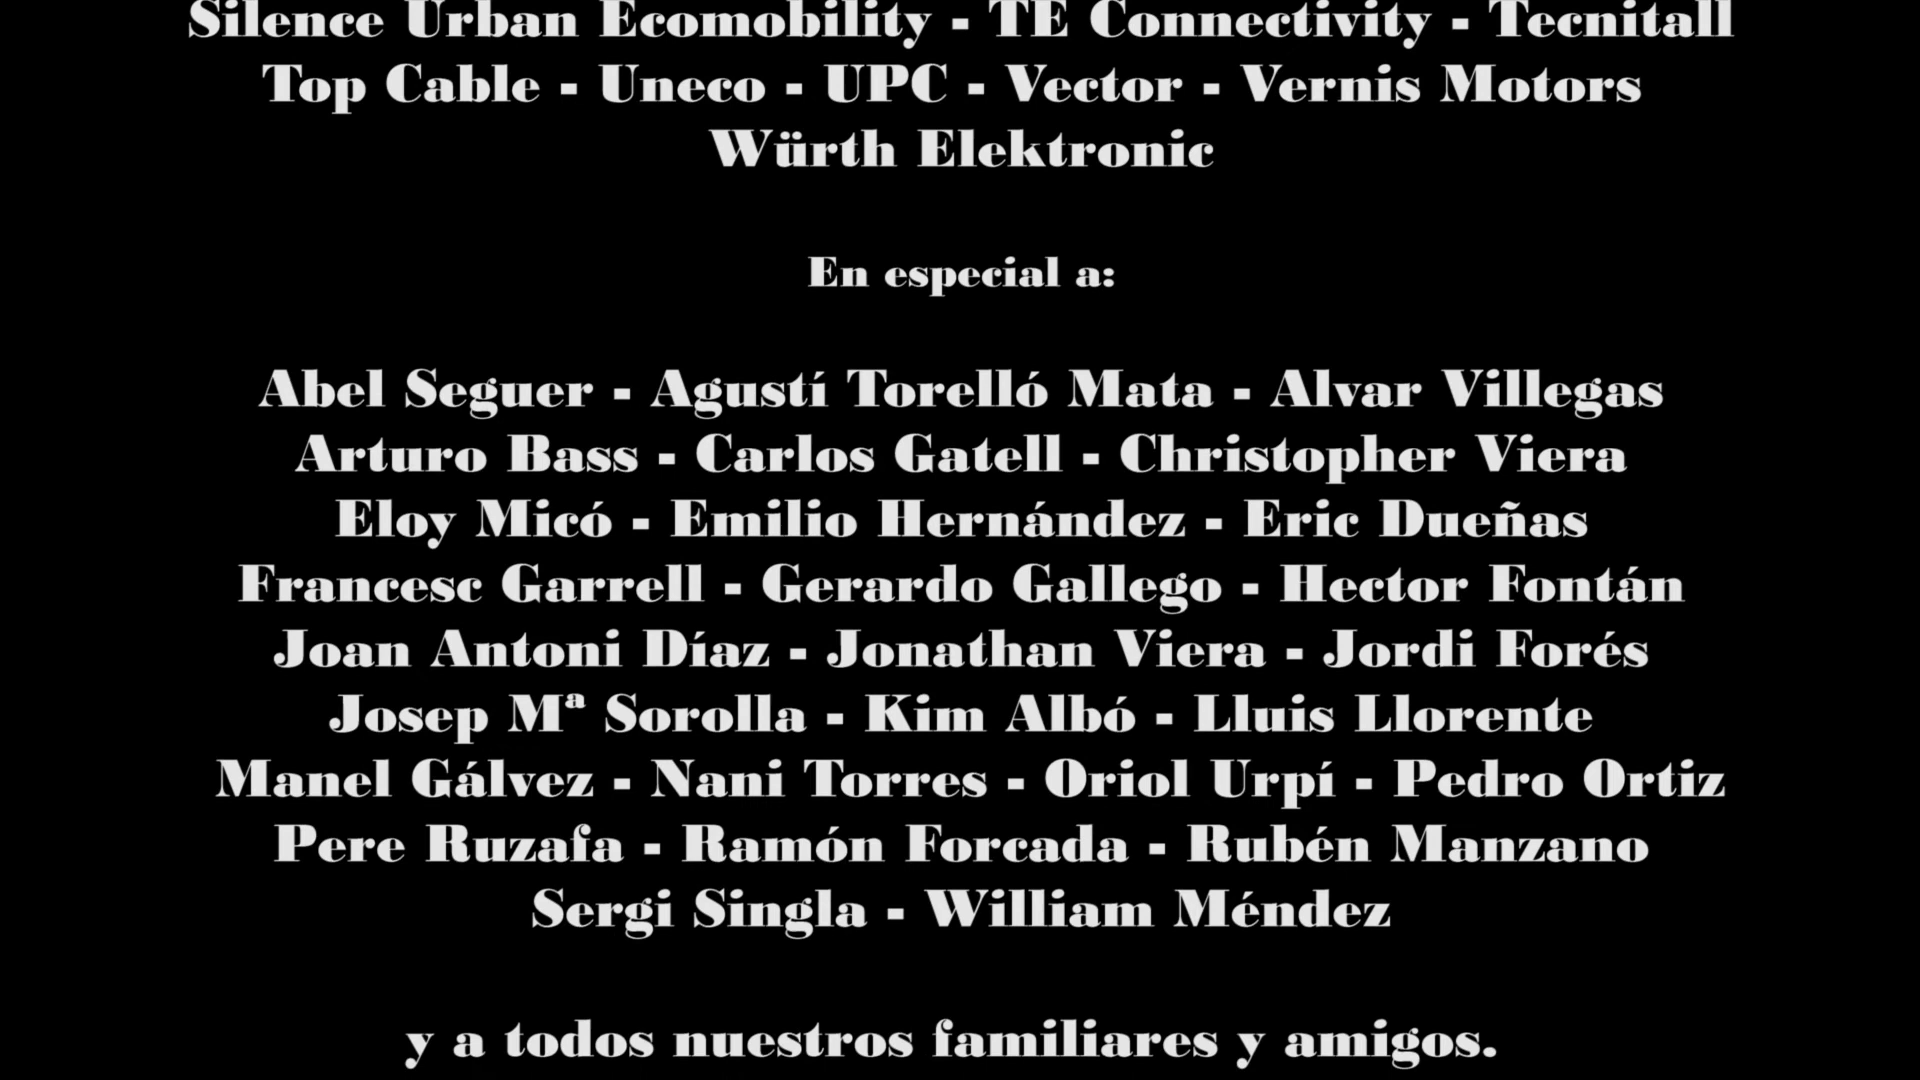 Silence Urban Ecomobility - TE Connectivity - Tecnitall
Top Cable - Uneco - UPC - Vector - Vernis Motors
Würth Elektronic
En especial a:
Abel Seguer - Agustí Torelló Mata - Alvar Villegas
Arturo Bass - Carlos Gatell - Christopher Viera
Eloy Micó - Emilio Hernández - Eric Dueñas
Francesc Garrell - Gerardo Gallego - Hector Fontán
Joan Antoni Díaz - Jonathan Viera - Jordi Forés
Josep Mª Sorolla - Kim Albó - Lluis Llorente
Manel Gálvez - Nani Torres - Oriol Urpí - Pedro Ortiz
Pere Ruzafa - Ramón Forcada - Rubén Manzano
Sergi Singla - William Méndez
y a todos nuestros familiares y amigos.